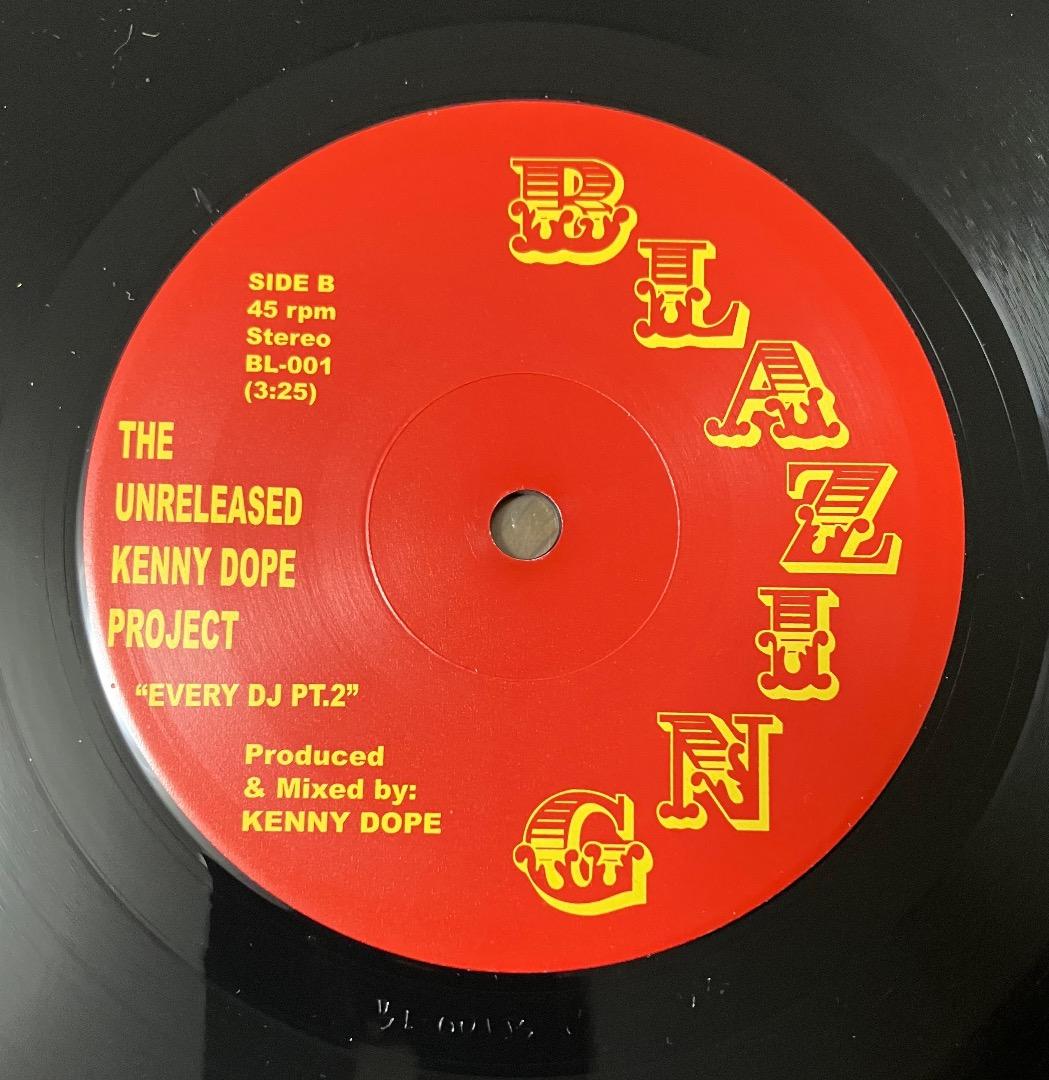 BLAZING
SIDE B
45 rpm
Stereo
BL-001
(3:25)
THE
UNRELEASED
KENNY DOPE
PROJECT
“EVERY DJ PT.2”
Produced
& Mixed by:
KENNY DOPE